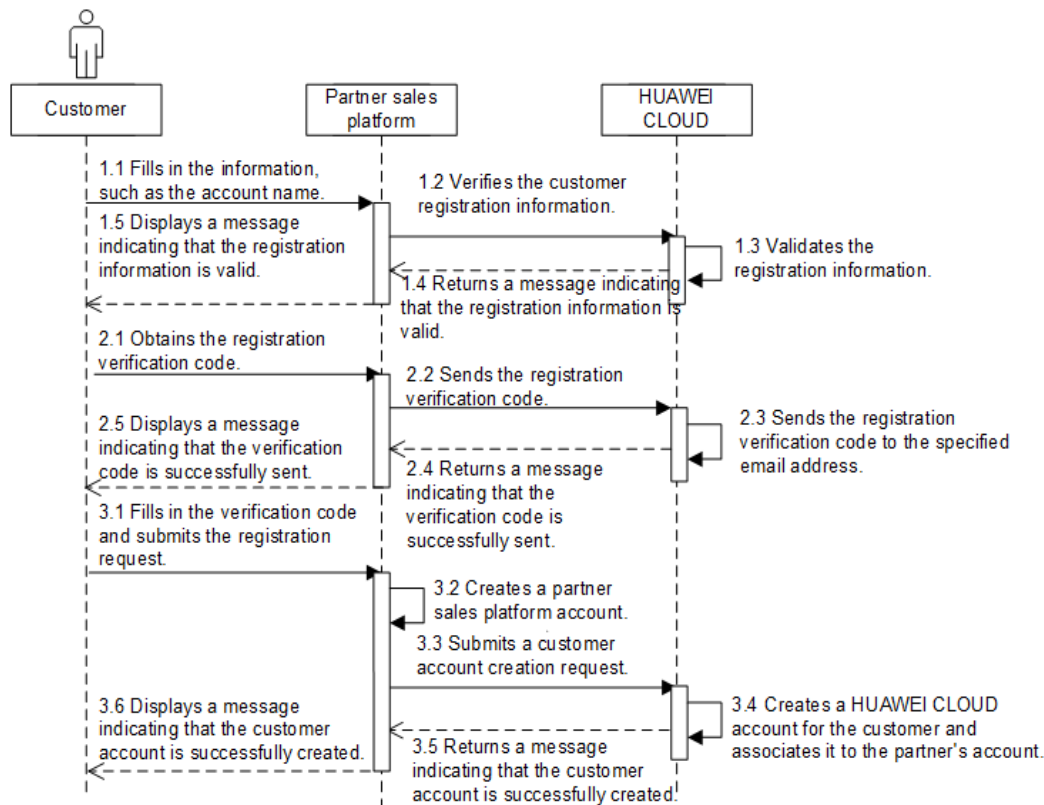 Customer
Partner sales
platform
HUAWEI
CLOUD
1.1 Fills in the information,
such as the account name.
1.2 Verifies the customer
registration information.
1.3 Validates the
registration information.
1.4 Returns a message indicating
that the registration information is
valid.
1.5 Displays a message
indicating that the registration
information is valid.
2.1 Obtains the registration
verification code.
2.2 Sends the registration
verification code.
2.3 Sends the registration
verification code to the specified
email address.
2.4 Returns a message
indicating that the
verification code is
successfully sent.
2.5 Displays a message
indicating that the verification
code is successfully sent.
3.1 Fills in the verification code
and submits the registration
request.
3.2 Creates a partner
sales platform account.
3.3 Submits a customer
account creation request.
3.4 Creates a HUAWEI CLOUD
account for the customer and
associates it to the partner's account.
3.5 Returns a message
indicating that the customer
account is successfully created.
3.6 Displays a message
indicating that the customer
account is successfully created.